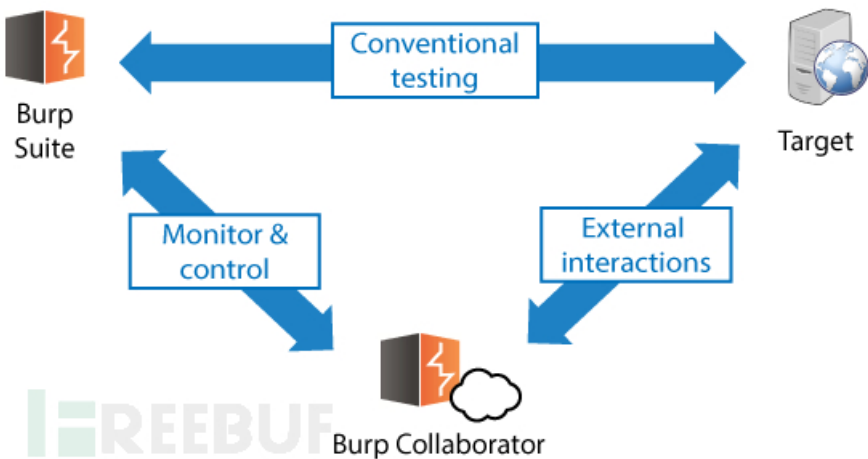 Conventional
testing
Burp
Suite
Target
Monitor &
control
External
interactions
FREEBUF
Burp Collaborator